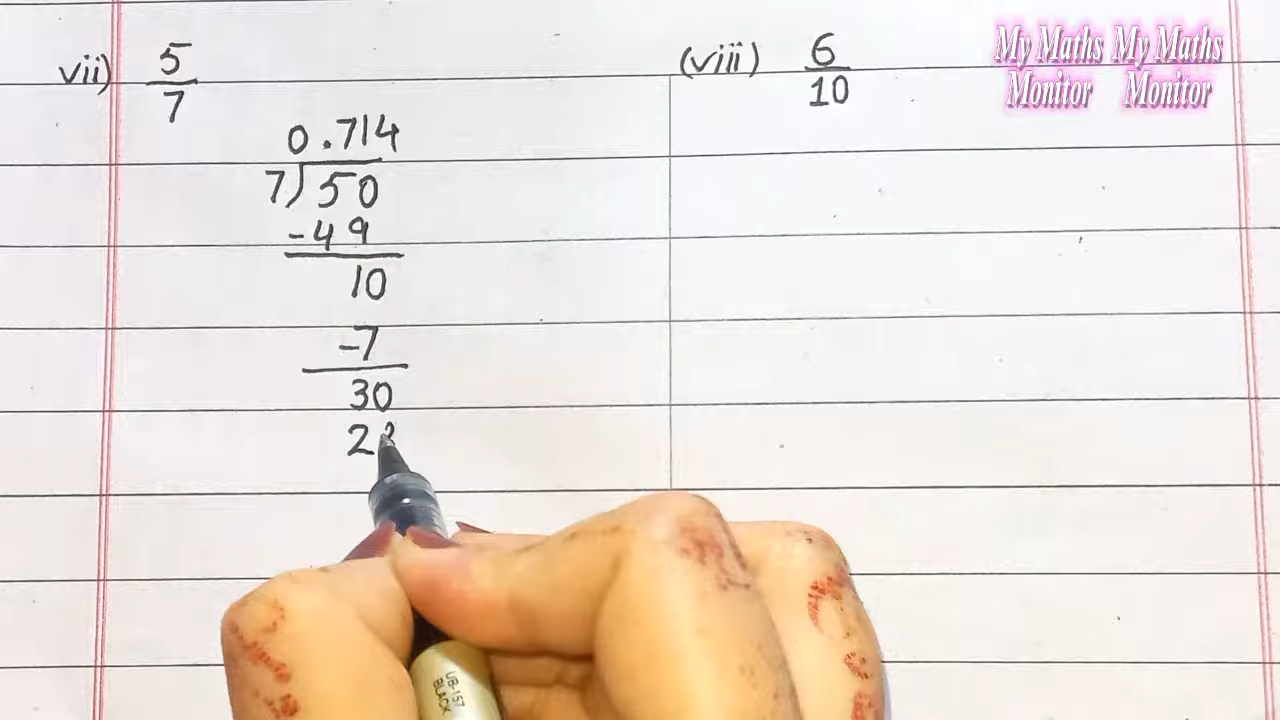 vii) 5/7
0.714
7)50
-49
10
-7
30
28
(viii) 6/10
My Maths Monitor My Maths Monitor
UB-157
BLACK